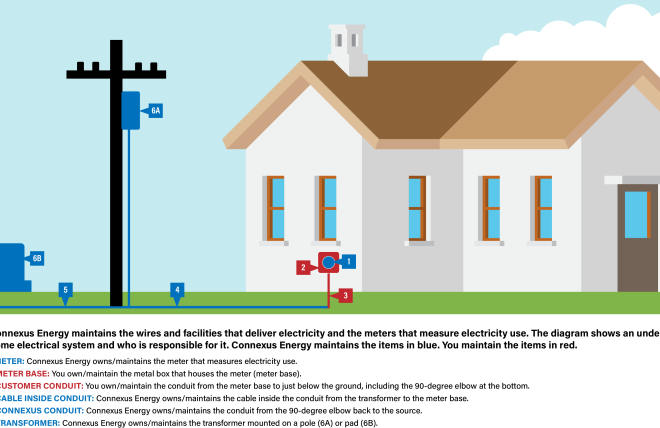 6A
6B
1
2
5
4
3
onnexus Energy maintains the wires and facilities that deliver electricity and the meters that measure electricity use. The diagram shows an unde
ome electrical system and who is responsible for it. Connexus Energy maintains the items in blue. You maintain the items in red.
METER: Connexus Energy owns/maintains the meter that measures electricity use.
METER BASE: You own/maintain the metal box that houses the meter (meter base).
CUSTOMER CONDUIT: You own/maintain the conduit from the meter base to just below the ground, including the 90-degree elbow at the bottom.
CABLE INSIDE CONDUIT: Connexus Energy owns/maintains the cable inside the conduit from the transformer to the meter base.
CONNEXUS CONDUIT: Connexus Energy owns/maintains the conduit from the 90-degree elbow back to the source.
TRANSFORMER: Connexus Energy owns/maintains the transformer mounted on a pole (6A) or pad (6B).